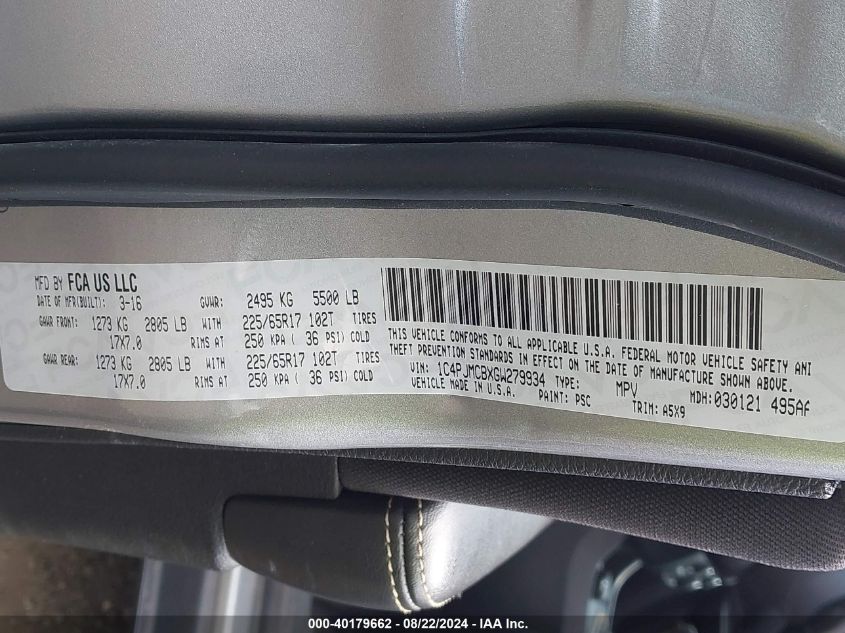 MFD BY FCA US LLC
DATE OF MFR(BUILT): 3-16 GVWR: 2495 KG 5500 LB
GAWR FRONT: 1273 KG 2805 LB WITH 225/65R17 102T TIRES
17X7.0 RIMS AT 250 KPA ( 36 PSI) COLD
GAWR REAR: 1273 KG 2805 LB WITH 225/65R17 102T TIRES
17X7.0 RIMS AT 250 KPA ( 36 PSI) COLD
THIS VEHICLE CONFORMS TO ALL APPLICABLE U.S.A. FEDERAL MOTOR VEHICLE SAFETY AND
THEFT PREVENTION STANDARDS IN EFFECT ON THE DATE OF MANUFACTURE SHOWN ABOVE.
VIN: 1C4PJMCBXGW279934 TYPE: MPV MDH: 030121 495AF
VEHICLE MADE IN U.S.A. PAINT: PSC TRIM: A5X9
000-40179662 - 08/22/2024 - IAA Inc.